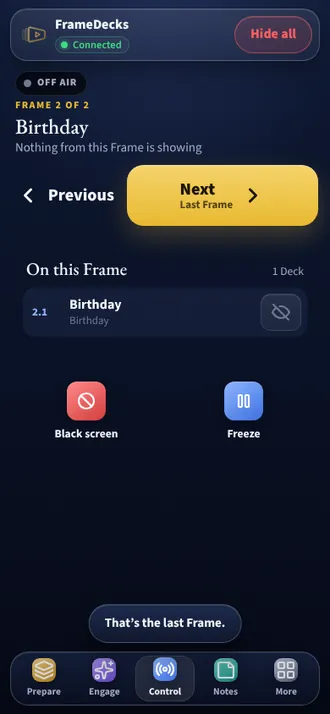 FrameDecks
Connected
Hide all
OFF AIR
FRAME 2 OF 2
Birthday
Nothing from this Frame is showing
Previous
Next
Last Frame
On this Frame
1 Deck
2.1
Birthday
Birthday
Black screen
Freeze
That's the last Frame.
Prepare
Engage
Control
Notes
More